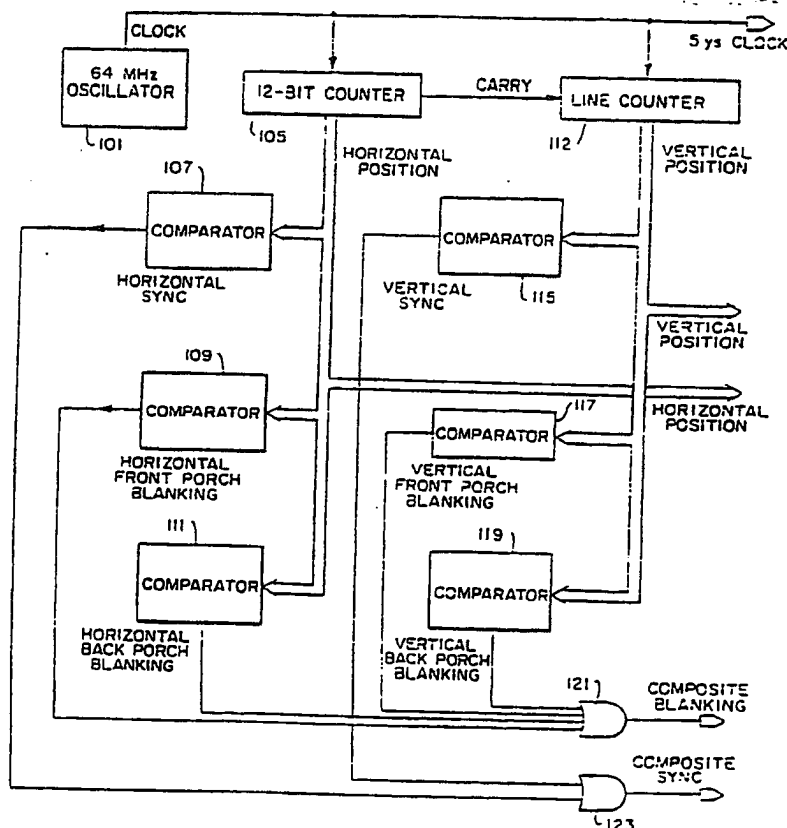 CLOCK
5 ys CLOCK
64 MHz
OSCILLATOR
101
12-BIT COUNTER
105
CARRY
LINE COUNTER
112
HORIZONTAL
POSITION
VERTICAL
POSITION
107
COMPARATOR
HORIZONTAL
SYNC
COMPARATOR
VERTICAL
SYNC
115
VERTICAL
POSITION
109
COMPARATOR
HORIZONTAL
FRONT PORCH
BLANKING
HORIZONTAL
POSITION
117
COMPARATOR
VERTICAL
FRONT PORCH
BLANKING
111
COMPARATOR
HORIZONTAL
BACK PORCH
BLANKING
119
COMPARATOR
VERTICAL
BACK PORCH
BLANKING
121
COMPOSITE
BLANKING
COMPOSITE
SYNC
123